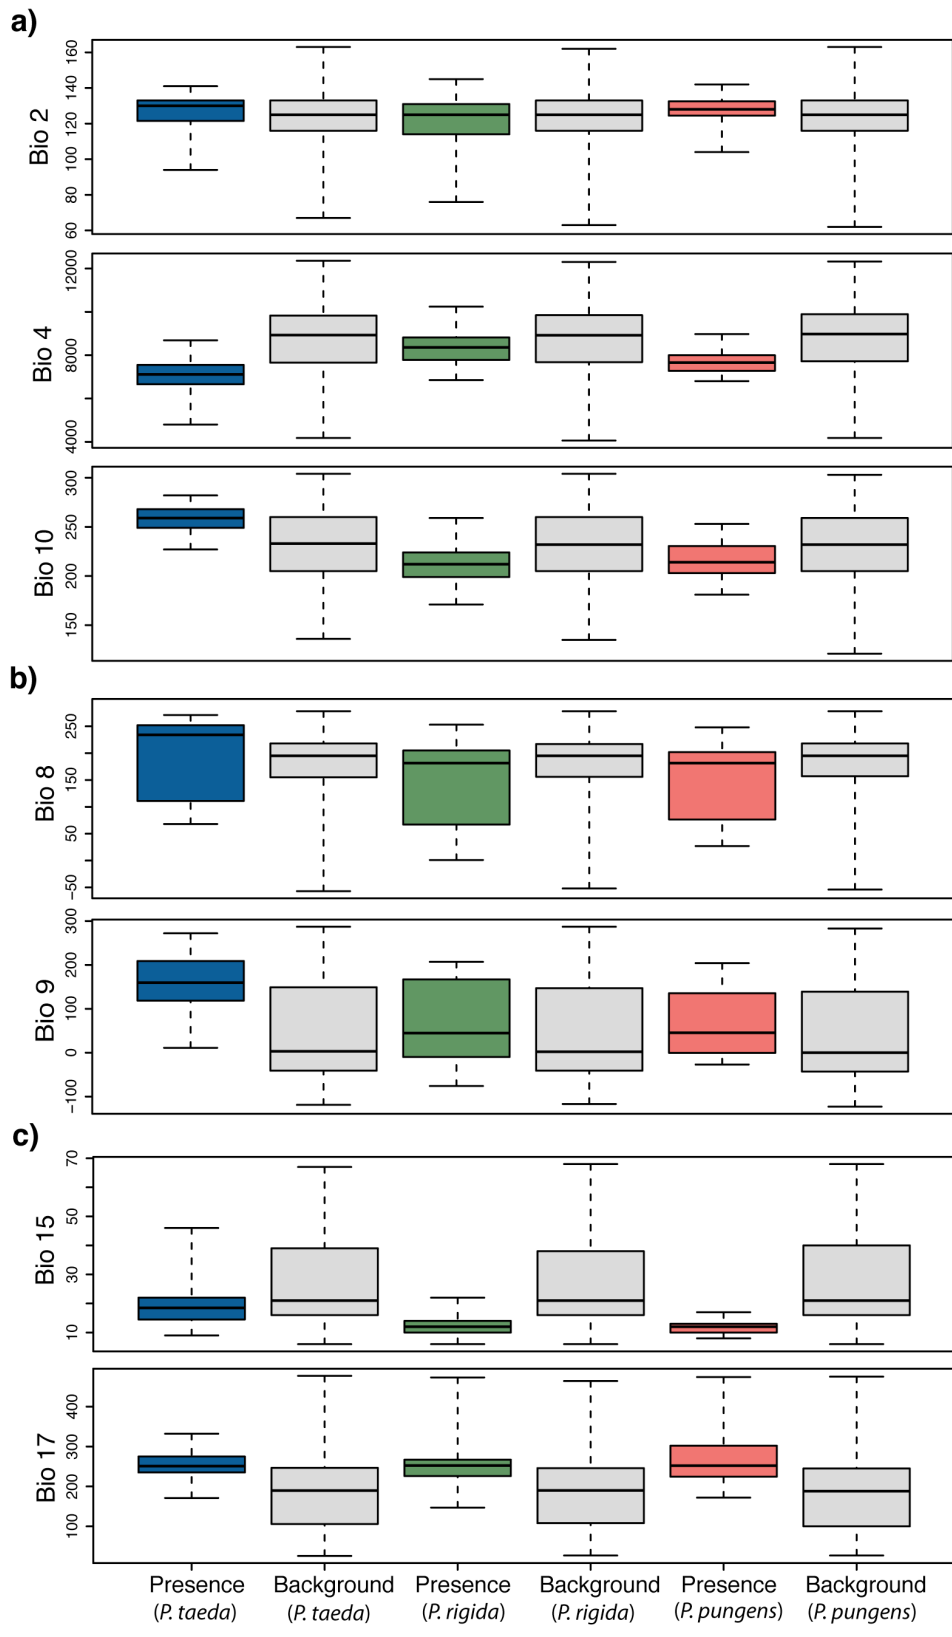 a)
Bio 2
160
140
120
100
80
60
Bio 4
12000
8000
4000
Bio 10
300
250
200
150
b)
Bio 8
250
150
50
−50
Bio 9
300
200
100
0
−100
c)
Bio 15
70
50
30
10
Bio 17
400
300
200
100
Presence Background Presence Background Presence Background
(P. taeda) (P. taeda) (P. rigida) (P. rigida) (P. pungens) (P. pungens)